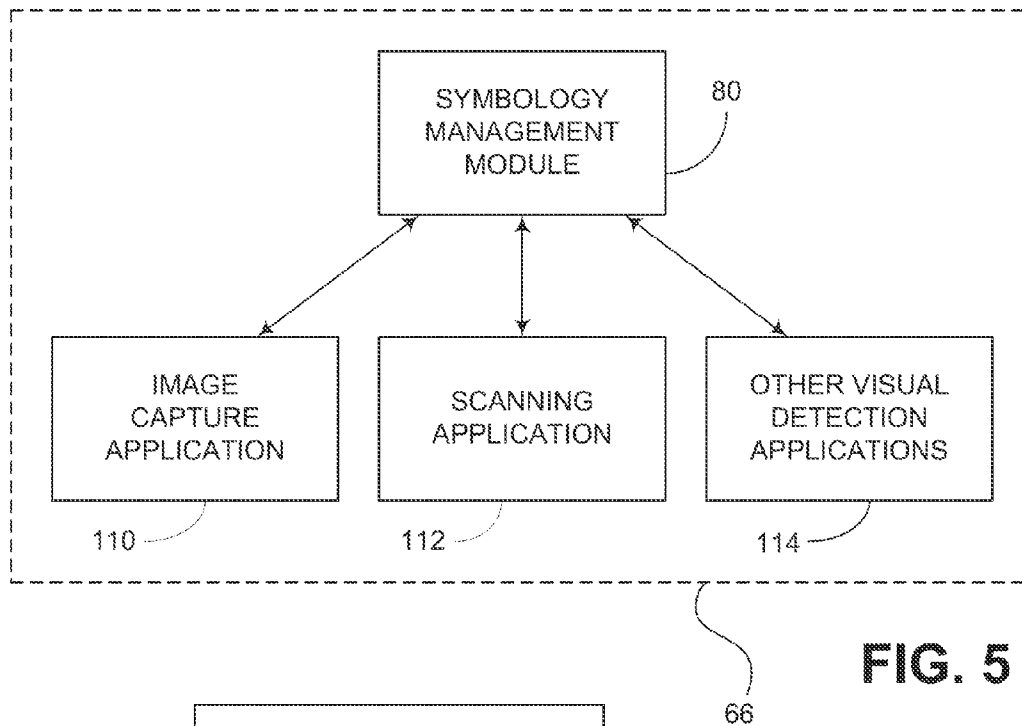 SYMBOLOGY
MANAGEMENT
MODULE
80
IMAGE
CAPTURE
APPLICATION
SCANNING
APPLICATION
OTHER VISUAL
DETECTION
APPLICATIONS
110
112
114
FIG. 5
66